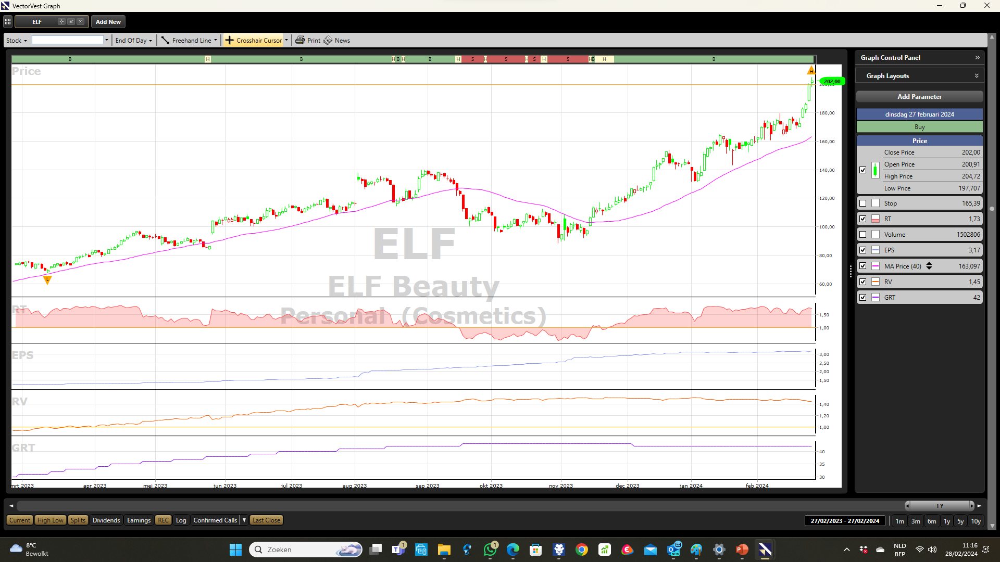 VectorVest Graph
ELF
Add New
Stock
End Of Day
Freehand Line
Crosshair Cursor
Print
News
B H B H B H B H S H S H S H S H B H B
Price
H
202,00
180,00
160,00
140,00
120,00
100,00
80,00
60,00
L
ELF
ELF Beauty
Personal (Cosmetics)
RT
1,50
1,00
EPS
3,00
2,50
2,00
1,50
RV
1,40
1,20
1,00
GRT
40
35
30
mrt 2023 apr 2023 mei 2023 jun 2023 jul 2023 aug 2023 sep 2023 okt 2023 nov 2023 dec 2023 jan 2024 feb 2024
Graph Control Panel
Graph Layouts
Add Parameter
dinsdag 27 februari 2024
Buy
Price
Close Price 202,00
Open Price 200,91
High Price 204,72
Low Price 197,707
Stop 165,39
RT 1,73
Volume 1502806
EPS 3,17
MA Price (40) 163,097
RV 1,45
GRT 42
1 Y
Current High Low Splits Dividends Earnings REC Log Confirmed Calls Last Close
27/02/2023 - 27/02/2024 1m 3m 6m 1y 5y 10y
8°C
Bewolkt
Zoeken
1
1
NEW
NLD
BEP
11:16
28/02/2024